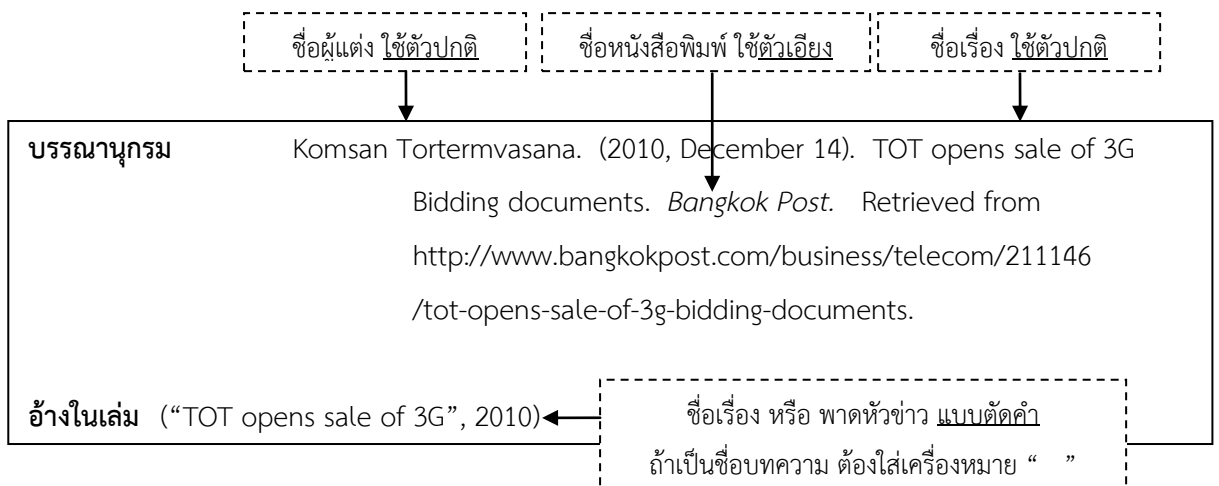 ชื่อผู้แต่ง ใช้ตัวปกติ ชื่อหนังสือพิมพ์ ใช้ตัวเอียง ชื่อเรื่อง ใช้ตัวปกติ
บรรณานุกรม Komsan Tortermvasana. (2010, December 14). TOT opens sale of 3G
Bidding documents. Bangkok Post. Retrieved from
http://www.bangkokpost.com/business/telecom/211146
/tot-opens-sale-of-3g-bidding-documents.
อ้างในเล่ม (“TOT opens sale of 3G”, 2010) ชื่อเรื่อง หรือ พาดหัวข่าว แบบตัดคำ
ถ้าเป็นชื่อบทความ ต้องใส่เครื่องหมาย “ ”